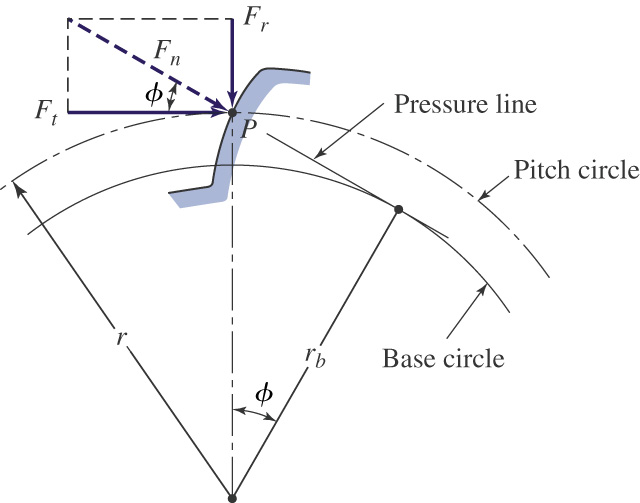 F_r
F_n
ϕ
F_t
P
Pressure line
Pitch circle
r
r_b
Base circle
ϕ